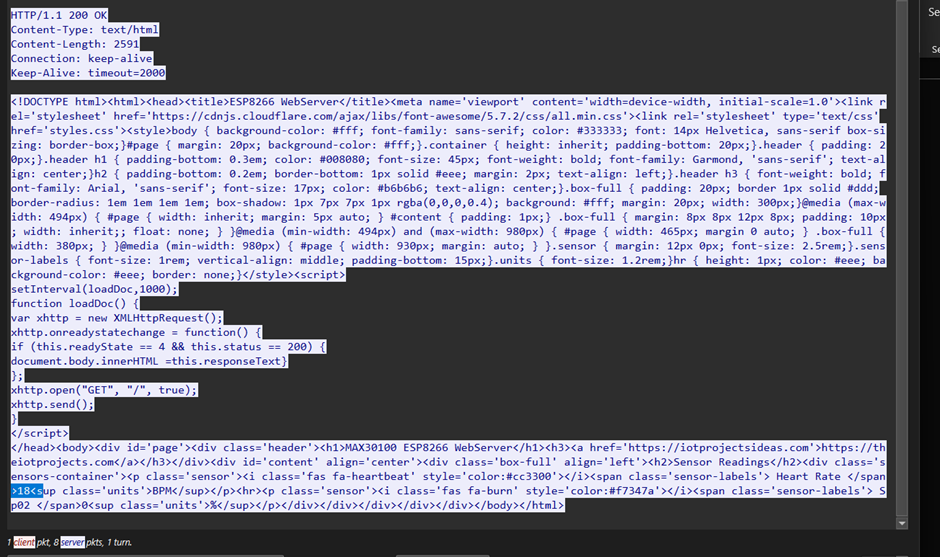 Se
Se
HTTP/1.1 200 OK
Content-Type: text/html
Content-Length: 2591
Connection: keep-alive
Keep-Alive: timeout=2000
<!DOCTYPE html><html><head><title>ESP8266 WebServer</title><meta name='viewport' content='width=device-width, initial-scale=1.0'><link r
el='stylesheet' href='https://cdnjs.cloudflare.com/ajax/libs/font-awesome/5.7.2/css/all.min.css'><link rel='stylesheet' type='text/css'
href='styles.css'><style>body { background-color: #fff; font-family: sans-serif; color: #333333; font: 14px Helvetica, sans-serif box-si
zing: border-box;}#page { margin: 20px; background-color: #fff;}.container { height: inherit; padding-bottom: 20px;}.header { padding: 2
0px;}.header h1 { padding-bottom: 0.3em; color: #008080; font-size: 45px; font-weight: bold; font-family: Garmond, 'sans-serif'; text-al
ign: center;}h2 { padding-bottom: 0.2em; border-bottom: 1px solid #eee; margin: 2px; text-align: left;}.header h3 { font-weight: bold; f
ont-family: Arial, 'sans-serif'; font-size: 17px; color: #b6b6b6; text-align: center;}.box-full { padding: 20px; border 1px solid #ddd;
border-radius: 1em 1em 1em 1em; box-shadow: 1px 7px 7px 1px rgba(0,0,0,0.4); background: #fff; margin: 20px; width: 300px;}@media (max-w
idth: 494px) { #page { width: inherit; margin: 5px auto; } #content { padding: 1px;} .box-full { margin: 8px 8px 12px 8px; padding: 10px
; width: inherit;; float: none; } }@media (min-width: 494px) and (max-width: 980px) { #page { width: 465px; margin 0 auto; } .box-full {
width: 380px; } }@media (min-width: 980px) { #page { width: 930px; margin: auto; } }.sensor { margin: 12px 0px; font-size: 2.5rem;}.sens
or-labels { font-size: 1rem; vertical-align: middle; padding-bottom: 15px;}.units { font-size: 1.2rem;}hr { height: 1px; color: #eee; ba
ckground-color: #eee; border: none;}</style><script>
setInterval(loadDoc,1000);
function loadDoc() {
var xhttp = new XMLHttpRequest();
xhttp.onreadystatechange = function() {
if (this.readyState == 4 && this.status == 200) {
document.body.innerHTML =this.responseText}
};
xhttp.open("GET", "/", true);
xhttp.send();
}
</script>
</head><body><div id='page'><div class='header'><h1>MAX30100 ESP8266 WebServer</h1><h3><a href='https://iotprojectsideas.com'>https://th
eiotprojects.com</a></h3></div><div id='content' align='center'><div class='box-full' align='left'><h2>Sensor Readings</h2><div class='s
ensors-container'><p class='sensor'><i class='fas fa-heartbeat' style='color:#cc3300'></i><span class='sensor-labels'> Heart Rate </span
>18<sup class='units'>BPM</sup></p><hr><p class='sensor'><i class='fas fa-burn' style='color:#f7347a'></i><span class='sensor-labels'> S
p02 </span>0<sup class='units'>%</sup></p></div></div></div></div></div></body></html>
1 client pkt, 8 server pkts, 1 turn.